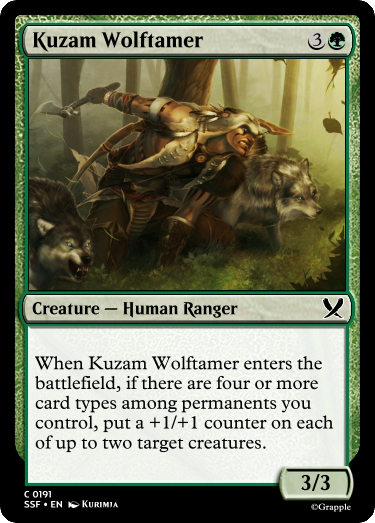 Kuzam Wolftamer 3
Creature — Human Ranger
When Kuzam Wolftamer enters the
battlefield, if there are four or more
card types among permanents you
control, put a +1/+1 counter on each
of up to two target creatures.
3/3
C 0191
SSF • EN Kurimja
©Grapple